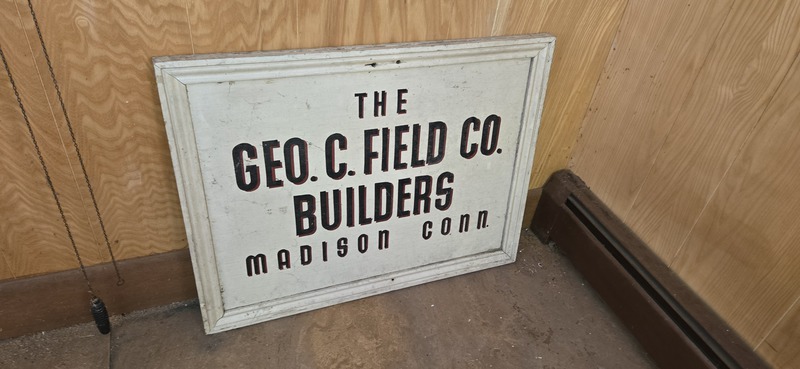 THE
GEO. C. FIELD CO.
BUILDERS
MADISON CONN.